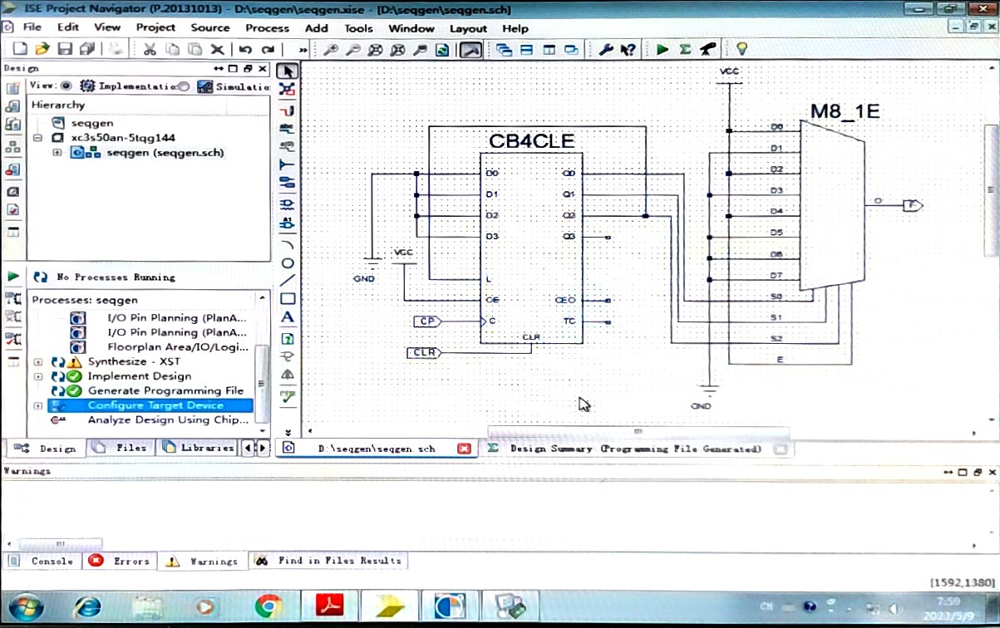 ISE Project Navigator (P.20131013) - D:\seqgen\seqgen.xise - [D:\seqgen\seqgen.sch]
File Edit View Project Source Process Add Tools Window Layout Help
Design
View: Implementatio Simulatio
Hierarchy
seqgen
xc3s50an-5tqg144
seqgen (seqgen.sch)
No Processes Running
Processes: seqgen
I/O Pin Planning (PlanA...
I/O Pin Planning (PlanA...
Floorplan Area/IO/Logi...
Synthesize - XST
Implement Design
Generate Programming File
Configure Target Device
Analyze Design Using Chip...
Design Files Libraries
VCC
M8_1E
CB4CLE
D0 Q0
D1 Q1
D2 Q2
D3 Q3
VCC
GND
L
CE CEO
CP C TC
CLR
CLR
D0
D1
D2
D3
D4
D5
D6
D7
S0
S1
S2
E
O F
GND
D:\seqgen\seqgen.sch Design Summary (Programming File Generated)
Warnings
Console Errors Warnings Find in Files Results
[1592,1380]
CN 7:59
2023/5/9